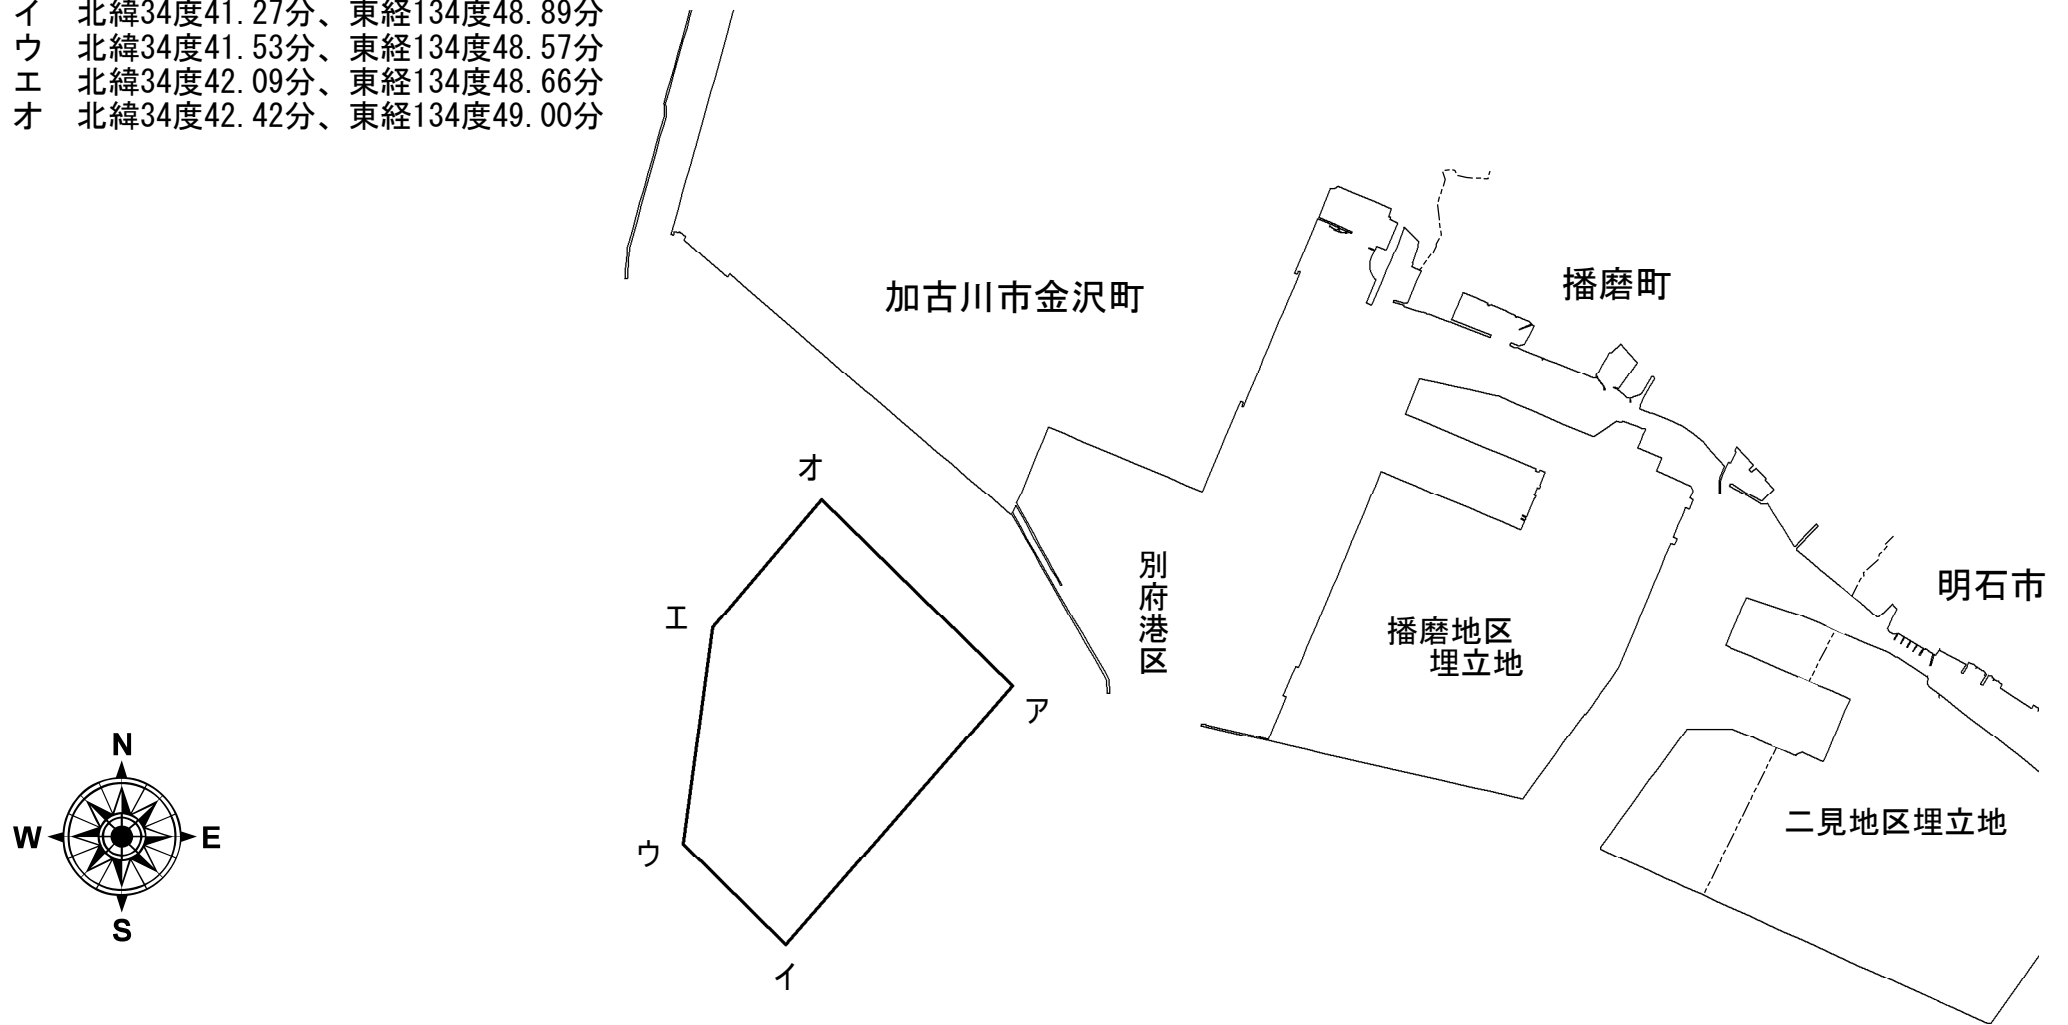 イ 北緯34度41.27分、東経134度48.89分
ウ 北緯34度41.53分、東経134度48.57分
エ 北緯34度42.09分、東経134度48.66分
オ 北緯34度42.42分、東経134度49.00分
加古川市金沢町
播磨町
オ
別府港区
明石市
エ
播磨地区
埋立地
ア
N
W
E
S
二見地区埋立地
ウ
イ